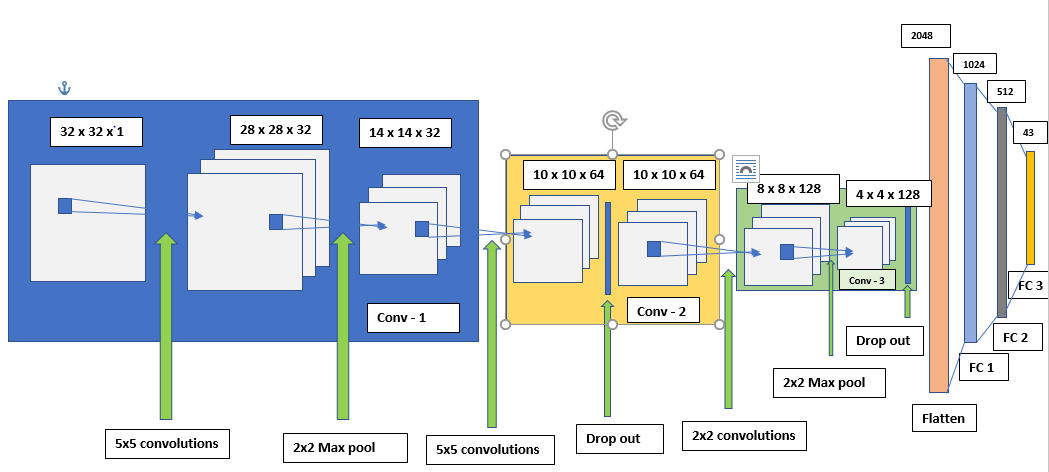 2048
1024
512
43
32 x 32 x 1
28 x 28 x 32
14 x 14 x 32
10 x 10 x 64
10 x 10 x 64
8 x 8 x 128
4 x 4 x 128
Conv - 1
Conv - 2
Conv - 3
FC 3
FC 2
FC 1
Drop out
2x2 Max pool
Flatten
5x5 convolutions
2x2 Max pool
5x5 convolutions
Drop out
2x2 convolutions